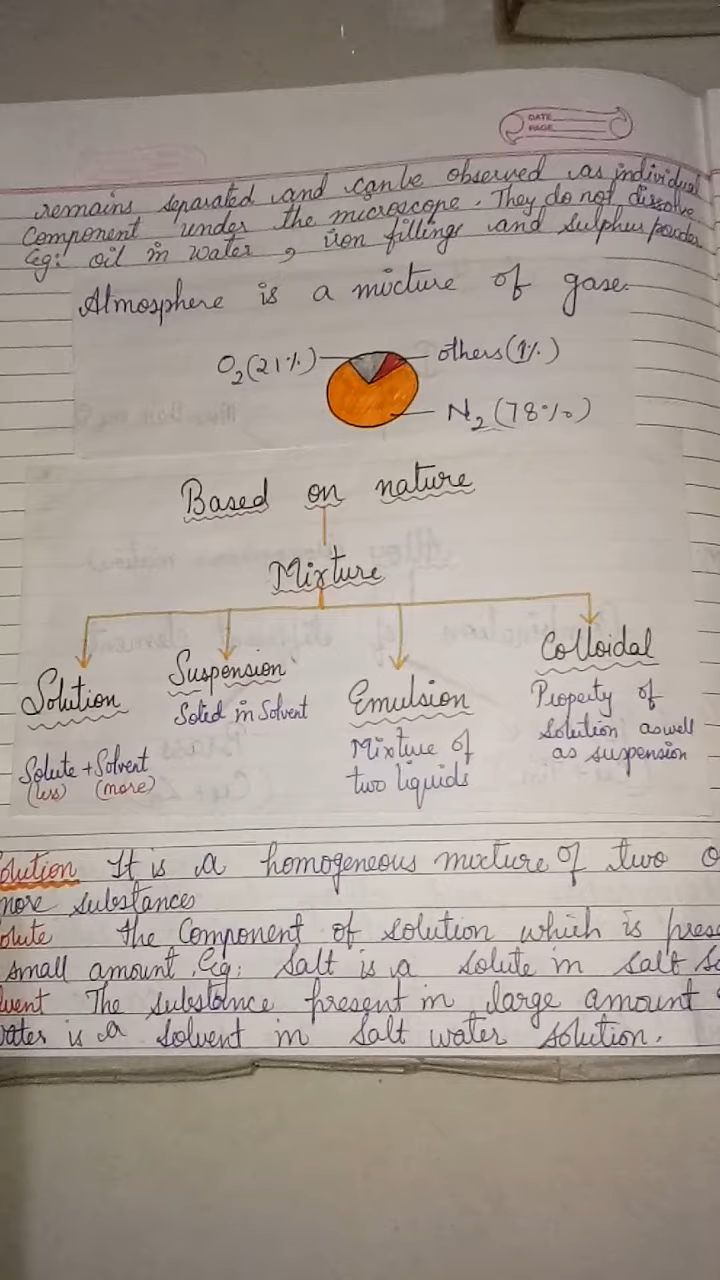 DATE
PAGE
remains separated and can be observed as individual
Component under the microscope. They do not dissolve
Eg: oil in water, iron fillings and sulphur powder
Atmosphere is a mixture of gase.
O2(21%)
others(1%)
N2(78%)
Based on nature
Mixture
Solution
Solute + Solvent
(less) (more)
Suspension
Solid in Solvent
Emulsion
Mixture of
two liquids
Colloidal
Property of
Solution aswell
as suspension
olution It is a homogeneous mixture of two o
more substances
olute the Component of solution which is prese
small amount. Eg: Salt is a solute in salt so
lvent The substance present in large amount
water is a solvent in salt water solution.